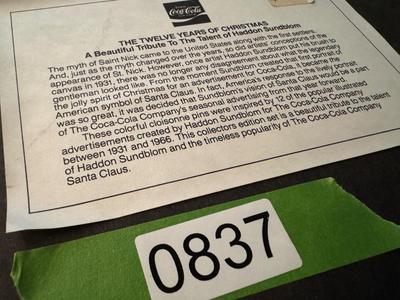 Coca-Cola
THE TWELVE YEARS OF CHRISTMAS
A Beautiful Tribute To The Talent of Haddon Sundblom
The myth of Saint Nick came to the United States along with the first settlers.
And, just as the myth changed over the years, so did artists' conceptions to the
appearance of St. Nick. However, once artist Haddon Sundblom put brush to
canvas in 1931, there was no longer any disagreement about what the legendary
gentleman looked like. From the moment Sundblom created that first portrait of
the jolly spirit of Christmas for an advertisement for Coca-Cola, it became the
American symbol of Santa Claus. In fact, America's response to the lively portrait
was so great, it was decided that Sundblom's vision of Santa would be a part
of The Coca-Cola Company's seasonal advertising from that year forward.
These colorful cloisonne pins were inspired by 12 of the popular illustrated
advertisements created by Haddon Sundblom for The Coca-Cola Company
between 1931 and 1966. This collectors edition set is a beautiful tribute to the talent
of Haddon Sundblom and the timeless popularity of The Coca-Cola Company
Santa Claus.
0837